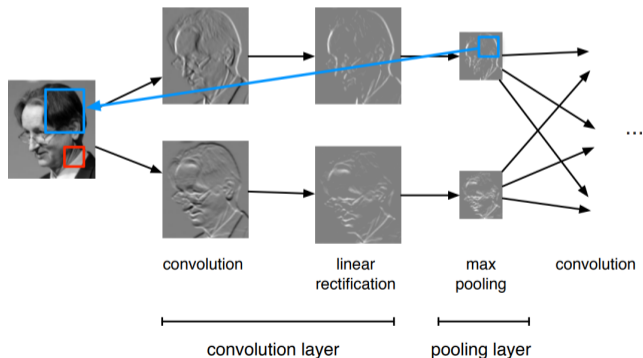 ...
convolution
linear
rectification
max
pooling
convolution
convolution layer
pooling layer